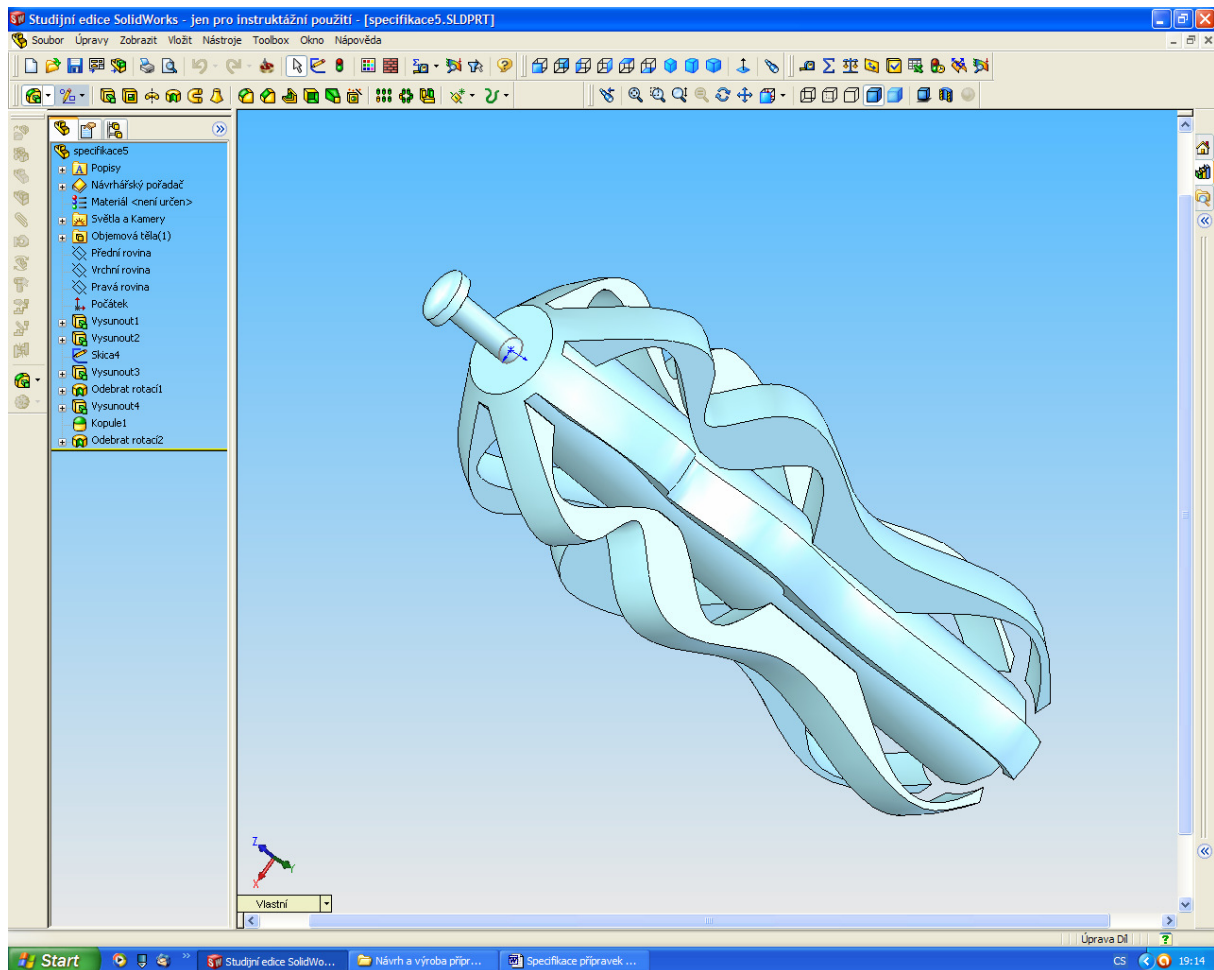 Studijní edice SolidWorks - jen pro instruktážní použití - [specifikace5.SLDPRT]
Soubor Úpravy Zobrazit Vložit Nástroje Toolbox Okno Nápověda
specifikace5
Popisy
Návrhářský pořadač
Materiál <není určen>
Světla a Kamery
Objemová těla(1)
Přední rovina
Vrchní rovina
Pravá rovina
Počátek
Vysunout1
Vysunout2
Skica4
Vysunout3
Odebrat rotací1
Vysunout4
Kopule1
Odebrat rotací2
Z
Y
X
Vlastní
Úprava Díl
Start
Studijní edice SolidWo...
Návrh a výroba přípr...
Specifikace přípravek ...
CS
19:14